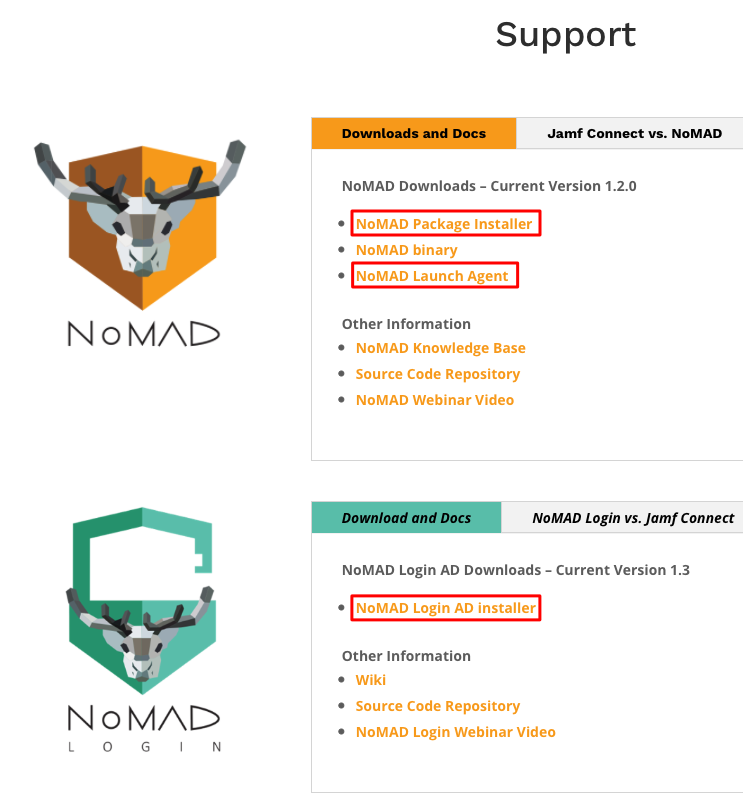 Support
Downloads and Docs
Jamf Connect vs. NoMAD
NoMAD Downloads – Current Version 1.2.0
NoMAD Package Installer
NoMAD binary
NoMAD Launch Agent
Other Information
NoMAD Knowledge Base
Source Code Repository
NoMAD Webinar Video
NoMAD
Download and Docs
NoMAD Login vs. Jamf Connect
NoMAD Login AD Downloads – Current Version 1.3
NoMAD Login AD installer
Other Information
Wiki
Source Code Repository
NoMAD Login Webinar Video
NoMAD
LOGIN